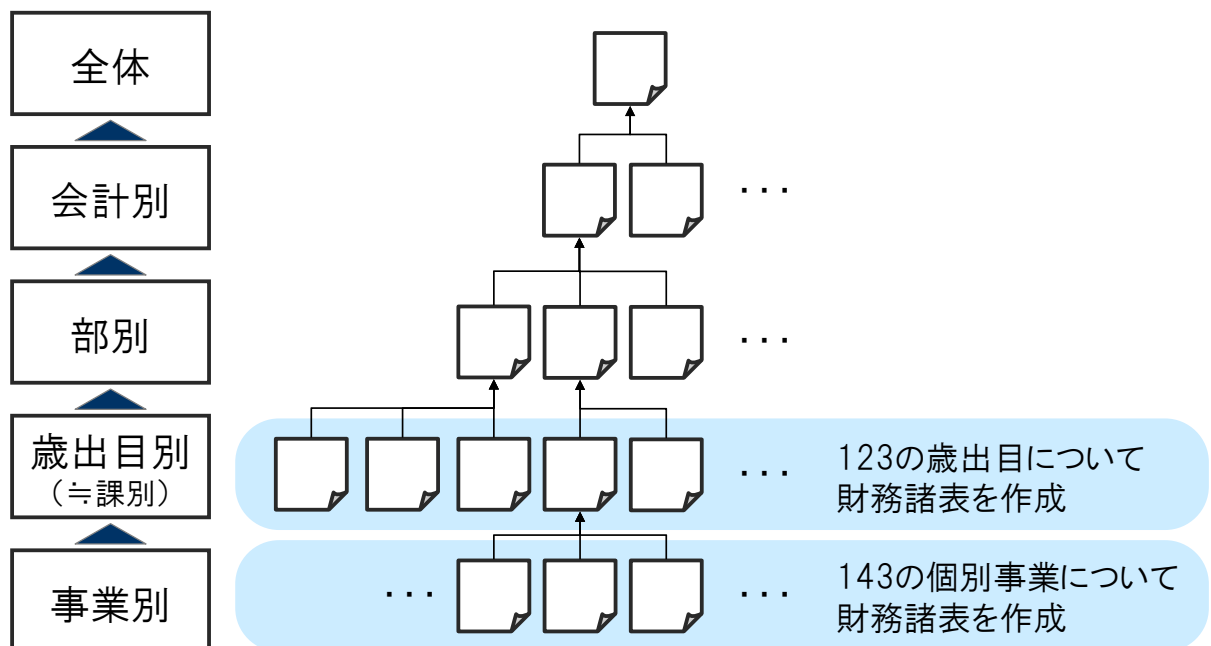 全体
・・・
会計別
・・・
部別
歳出目別
(≒課別)
・・・
123の歳出目について
財務諸表を作成
事業別
・・・
・・・
143の個別事業について
財務諸表を作成